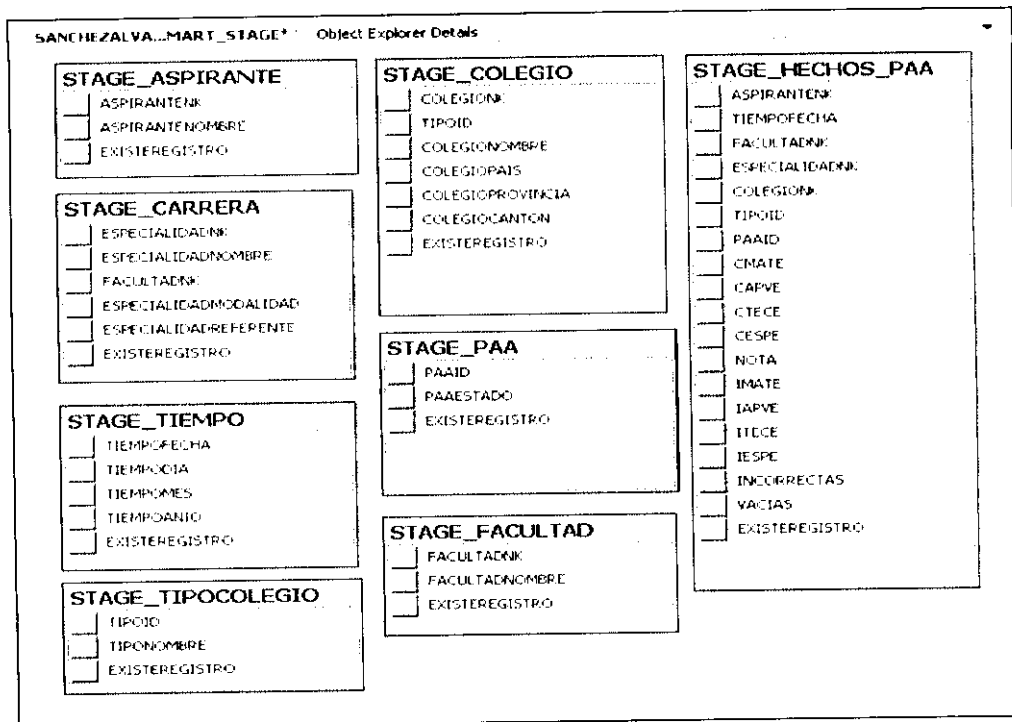 SANCHEZALVA...MART_STAGE* Object Explorer Details
STAGE_ASPIRANTE
ASPIRANTENK
ASPIRANTENOMBRE
EXISTEREGISTRO
STAGE_CARRERA
ESPECIALIDADNK
ESPECIALIDADNOMBRE
FACULTADNK
ESPECIALIDADMODALIDAD
ESPECIALIDADREFERENTE
EXISTEREGISTRO
STAGE_TIEMPO
TIEMPOFECHA
TIEMPODIA
TIEMPOMES
TIEMPOANIO
EXISTEREGISTRO
STAGE_TIPOCOLEGIO
TIPOID
TIPONOMBRE
EXISTEREGISTRO
STAGE_COLEGIO
COLEGIONK
TIPOID
COLEGIONOMBRE
COLEGIOPAIS
COLEGIOPROVINCIA
COLEGIOCANTON
EXISTEREGISTRO
STAGE_PAA
PAAID
PAAESTADO
EXISTEREGISTRO
STAGE_FACULTAD
FACULTADNK
FACULTADNOMBRE
EXISTEREGISTRO
STAGE_HECHOS_PAA
ASPIRANTENK
TIEMPOFECHA
FACULTADNK
ESPECIALIDADNK
COLEGIONK
TIPOID
PAAID
CMATE
CAPVE
CTECE
CESPE
NOTA
IMATE
IAPVE
ITECE
IESPE
INCORRECTAS
VACIAS
EXISTEREGISTRO